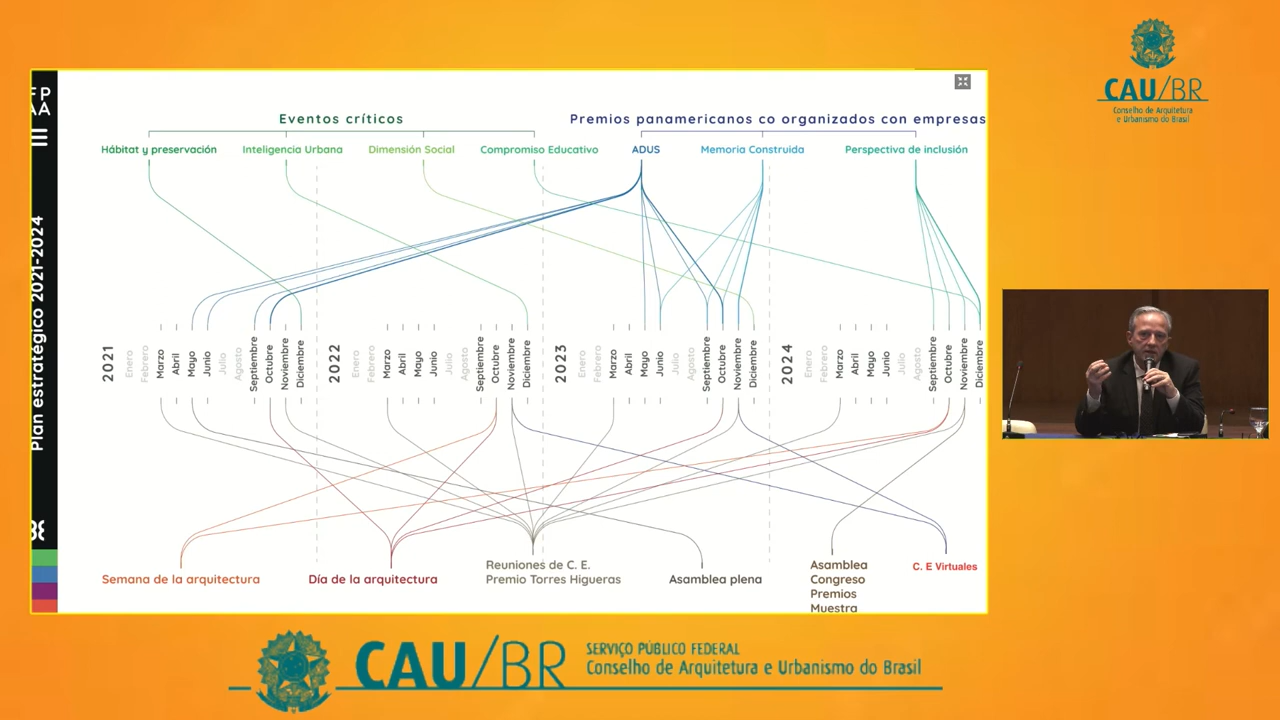 CAU/BR
Conselho de Arquitetura
e Urbanismo do Brasil
FP
AA
Plan estratégico 2021-2024
Eventos críticos
Premios panamericanos co organizados con empresas
Hábitat y preservación
Inteligencia Urbana
Dimensión Social
Compromiso Educativo
ADUS
Memoria Construida
Perspectiva de inclusión
2021
Enero
Febrero
Marzo
Abril
Mayo
Junio
Julio
Agosto
Septiembre
Octubre
Noviembre
Diciembre
2022
Enero
Febrero
Marzo
Abril
Mayo
Junio
Julio
Agosto
Septiembre
Octubre
Noviembre
Diciembre
2023
Enero
Febrero
Marzo
Abril
Mayo
Junio
Julio
Agosto
Septiembre
Octubre
Noviembre
Diciembre
2024
Enero
Febrero
Marzo
Abril
Mayo
Junio
Julio
Agosto
Septiembre
Octubre
Noviembre
Diciembre
Semana de la arquitectura
Día de la arquitectura
Reuniones de C. E.
Premio Torres Higueras
Asamblea plena
Asamblea
Congreso
Premios
Muestra
C. E Virtuales
CAU/BR
SERVIÇO PÚBLICO FEDERAL
Conselho de Arquitetura e Urbanismo do Brasil